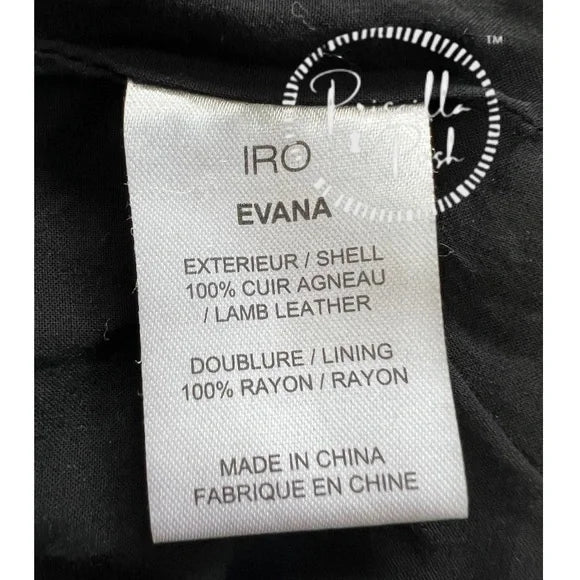 Priscilla
Posh
™
IRO
EVANA
EXTERIEUR / SHELL
100% CUIR AGNEAU
/ LAMB LEATHER
DOUBLURE / LINING
100% RAYON / RAYON
MADE IN CHINA
FABRIQUE EN CHINE